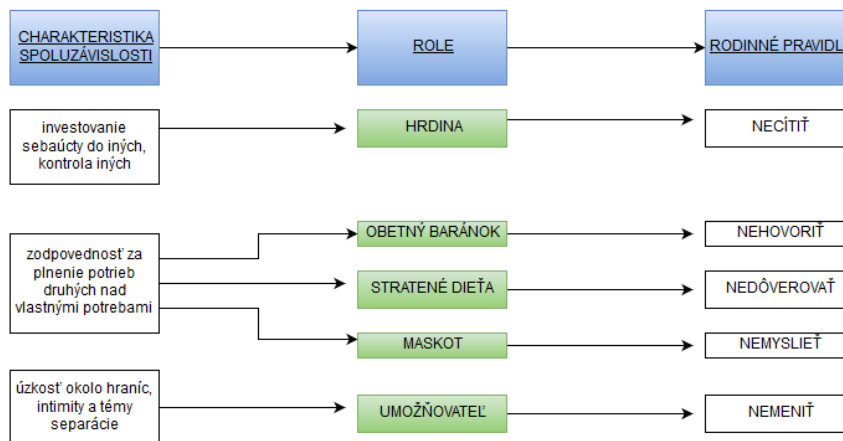 CHARAKTERISTIKA
SPOLUZÁVISLOSTI
ROLE
RODINNÉ PRAVIDL
investovanie
sebaúcty do iných,
kontrola iných
HRDINA
NECÍTIŤ
zodpovednosť za
plnenie potrieb
druhých nad
vlastnými potrebami
OBETNÝ BARÁNOK
NEHOVORIŤ
STRATENÉ DIEŤA
NEDÔVEROVAŤ
MASKOT
NEMYSLIEŤ
úzkosť okolo hraníc,
intimity a témy
separácie
UMOŽŇOVATEĽ
NEMENIŤ